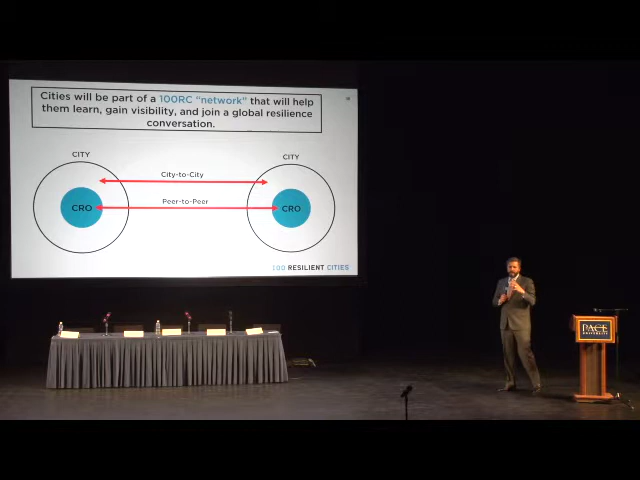 Cities will be part of a 100RC “network” that will help
them learn, gain visibility, and join a global resilience
conversation.
CITY
CITY
City-to-City
CRO
Peer-to-Peer
CRO
100 RESILIENT CITIES
PACE
UNIVERSITY